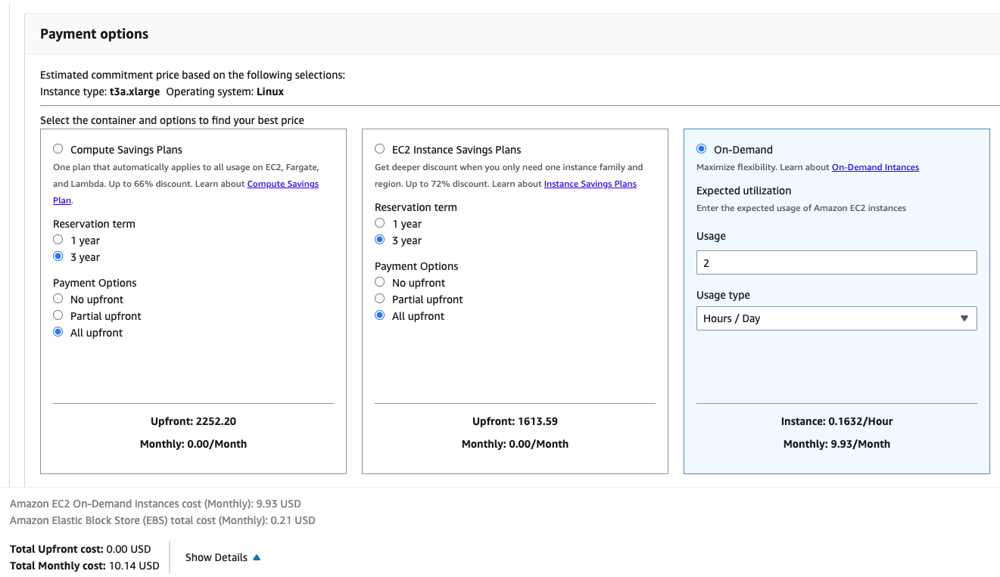 Payment options
Estimated commitment price based on the following selections:
Instance type: t3a.xlarge Operating system: Linux
Select the container and options to find your best price
Compute Savings Plans
One plan that automatically applies to all usage on EC2, Fargate,
and Lambda. Up to 66% discount. Learn about Compute Savings
Plan.
Reservation term
1 year
3 year
Payment Options
No upfront
Partial upfront
All upfront
Upfront: 2252.20
Monthly: 0.00/Month
EC2 Instance Savings Plans
Get deeper discount when you only need one instance family and
region. Up to 72% discount. Learn about Instance Savings Plans
Reservation term
1 year
3 year
Payment Options
No upfront
Partial upfront
All upfront
Upfront: 1613.59
Monthly: 0.00/Month
On-Demand
Maximize flexibility. Learn about On-Demand Intances
Expected utilization
Enter the expected usage of Amazon EC2 instances
Usage
2
Usage type
Hours / Day
Instance: 0.1632/Hour
Monthly: 9.93/Month
Amazon EC2 On-Demand instances cost (Monthly): 9.93 USD
Amazon Elastic Block Store (EBS) total cost (Monthly): 0.21 USD
Total Upfront cost: 0.00 USD
Total Monthly cost: 10.14 USD
Show Details